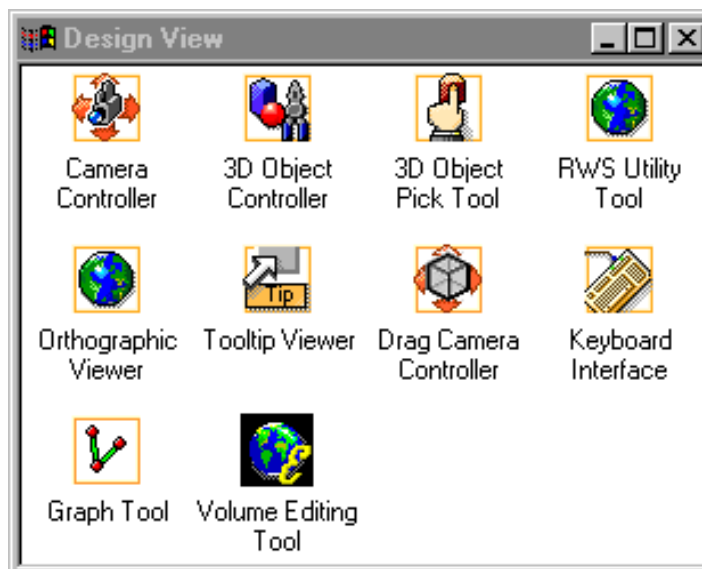 Design View
Camera Controller
3D Object Controller
3D Object Pick Tool
RWS Utility Tool
Orthographic Viewer
Tip
Tooltip Viewer
Drag Camera Controller
Keyboard Interface
Graph Tool
Volume Editing Tool